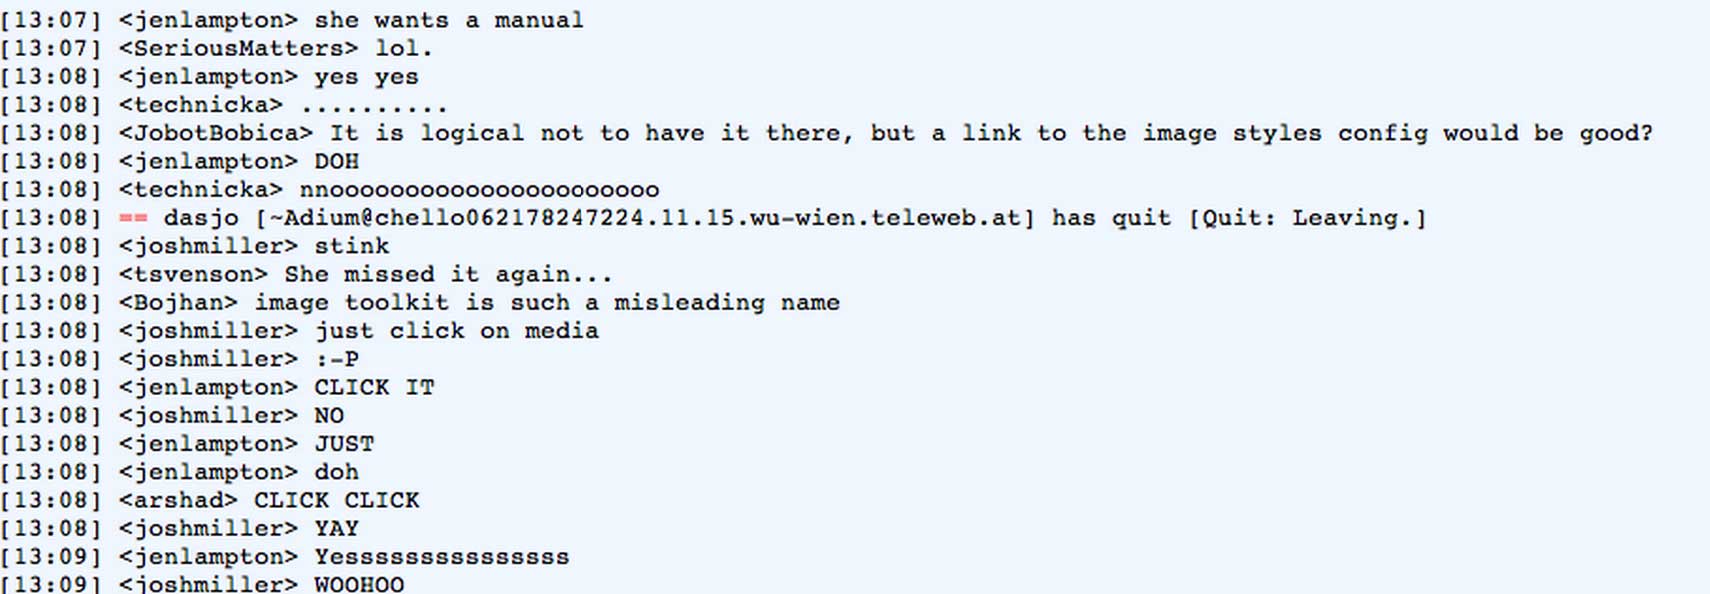 [13:07] <jenlampton> she wants a manual
[13:07] <SeriousMatters> lol.
[13:08] <jenlampton> yes yes
[13:08] <technicka> ..........
[13:08] <JobotBobica> It is logical not to have it there, but a link to the image styles config would be good?
[13:08] <jenlampton> DOH
[13:08] <technicka> nnoooooooooooooooooooooo
[13:08] == dasjo [~Adium@chello062178247224.11.15.wu-wien.teleweb.at] has quit [Quit: Leaving.]
[13:08] <joshmiller> stink
[13:08] <tsvenson> She missed it again...
[13:08] <Bojhan> image toolkit is such a misleading name
[13:08] <joshmiller> just click on media
[13:08] <joshmiller> :-P
[13:08] <jenlampton> CLICK IT
[13:08] <joshmiller> NO
[13:08] <jenlampton> JUST
[13:08] <jenlampton> doh
[13:08] <arshad> CLICK CLICK
[13:08] <joshmiller> YAY
[13:09] <jenlampton> Yesssssssssssssss
[13:09] <joshmiller> WOOHOO